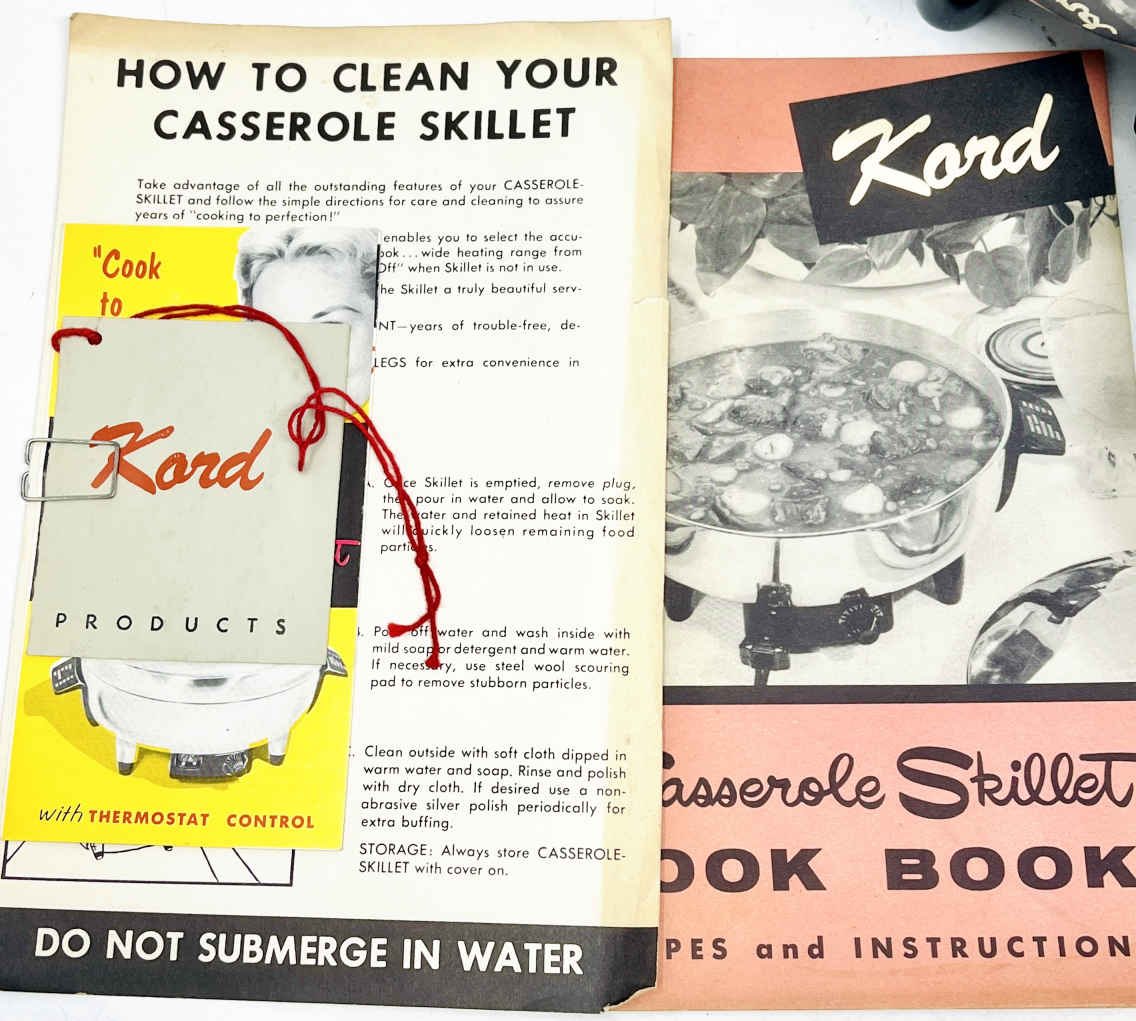 HOW TO CLEAN YOUR
CASSEROLE SKILLET
Take advantage of all the outstanding features of your CASSEROLE-
SKILLET and follow the simple directions for care and cleaning to assure
years of "cooking to perfection!"
enables you to select the accu-
ook... wide heating range from
Off" when Skillet is not in use.
he Skillet a truly beautiful serv-
NT—years of trouble-free, de-
LEGS for extra convenience in
Once Skillet is emptied, remove plug,
then pour in water and allow to soak.
The water and retained heat in Skillet
will quickly loosen remaining food
particles.
Pour off water and wash inside with
mild soap or detergent and warm water.
If necessary, use steel wool scouring
pad to remove stubborn particles.
Clean outside with soft cloth dipped in
warm water and soap. Rinse and polish
with dry cloth. If desired use a non-
abrasive silver polish periodically for
extra buffing.
STORAGE: Always store CASSEROLE-
SKILLET with cover on.
DO NOT SUBMERGE IN WATER
"Cook
to
Kord
PRODUCTS
with THERMOSTAT CONTROL
Kord
asserole Skillet
OOK BOOK
PES and INSTRUCTION